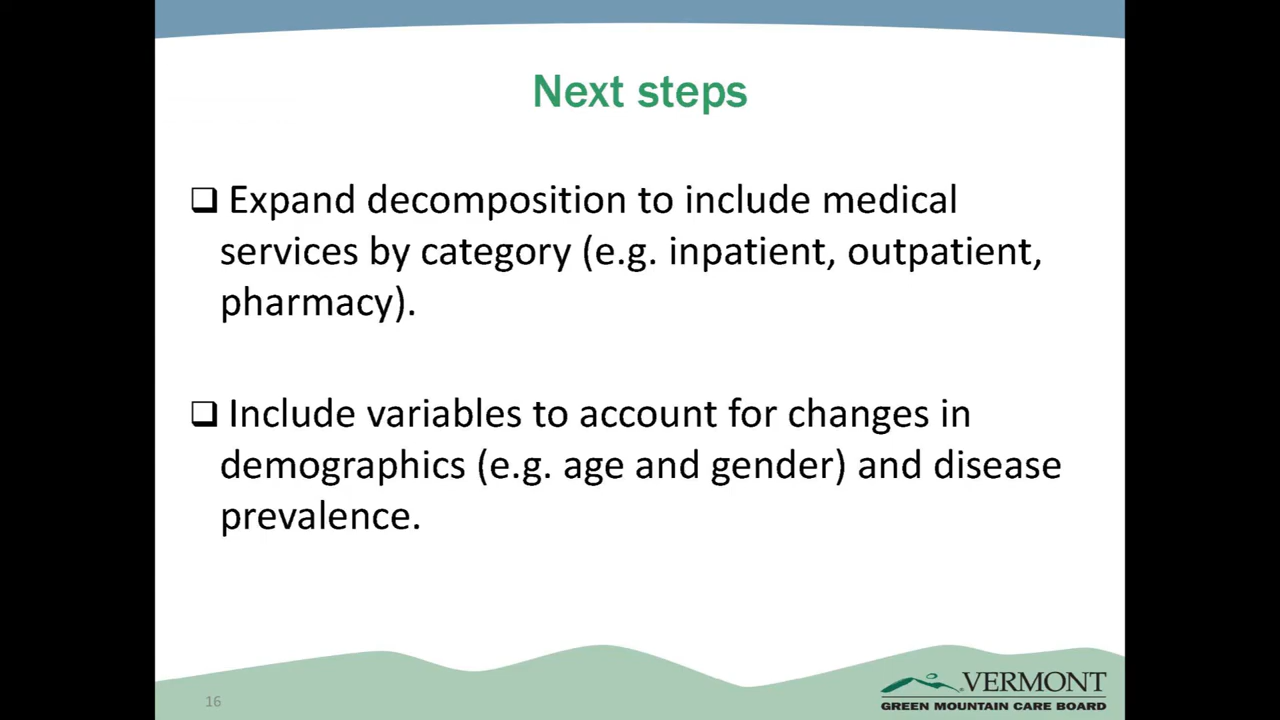 Next steps
❑ Expand decomposition to include medical
services by category (e.g. inpatient, outpatient,
pharmacy).
❑ Include variables to account for changes in
demographics (e.g. age and gender) and disease
prevalence.
16
VERMONT
GREEN MOUNTAIN CARE BOARD